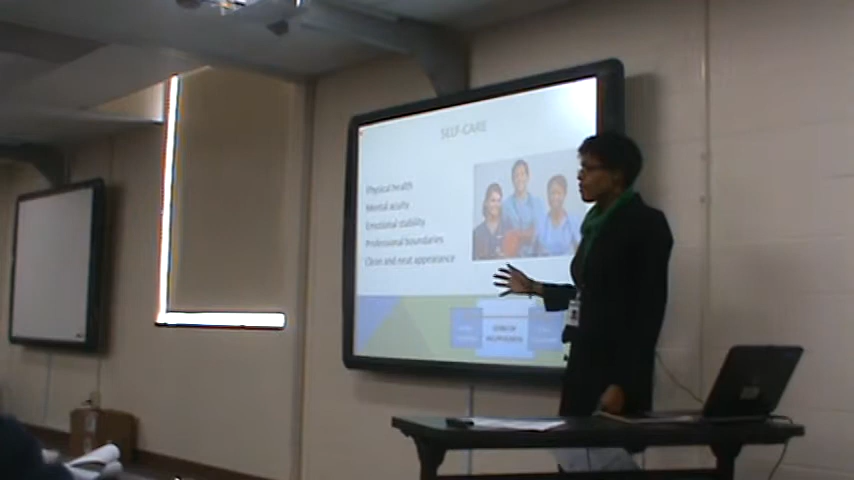 SELF-CARE
Physical health
Mental acuity
Emotional stability
Professional boundaries
Clean and neat appearance